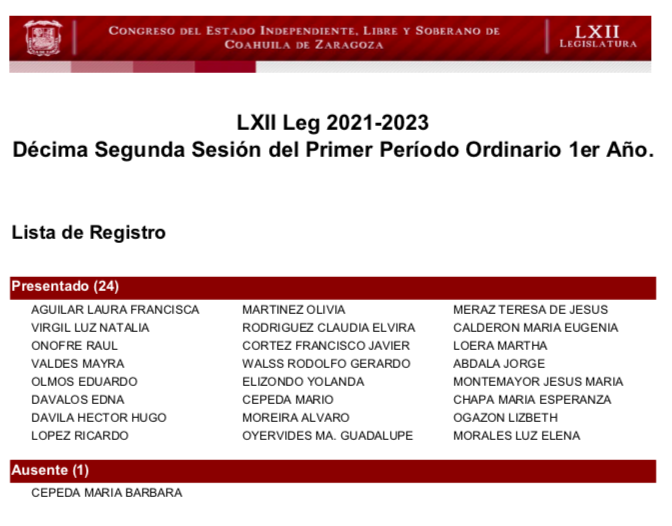 CONGRESO DEL ESTADO INDEPENDIENTE, LIBRE Y SOBERANO DE
COAHUILA DE ZARAGOZA
LXII
LEGISLATURA
LXII Leg 2021-2023
Décima Segunda Sesión del Primer Período Ordinario 1er Año.
Lista de Registro
Presentado (24)
AGUILAR LAURA FRANCISCA MARTINEZ OLIVIA MERAZ TERESA DE JESUS
VIRGIL LUZ NATALIA RODRIGUEZ CLAUDIA ELVIRA CALDERON MARIA EUGENIA
ONOFRE RAUL CORTEZ FRANCISCO JAVIER LOERA MARTHA
VALDES MAYRA WALSS RODOLFO GERARDO ABDALA JORGE
OLMOS EDUARDO ELIZONDO YOLANDA MONTEMAYOR JESUS MARIA
DAVALOS EDNA CEPEDA MARIO CHAPA MARIA ESPERANZA
DAVILA HECTOR HUGO MOREIRA ALVARO OGAZON LIZBETH
LOPEZ RICARDO OYERVIDES MA. GUADALUPE MORALES LUZ ELENA
Ausente (1)
CEPEDA MARIA BARBARA